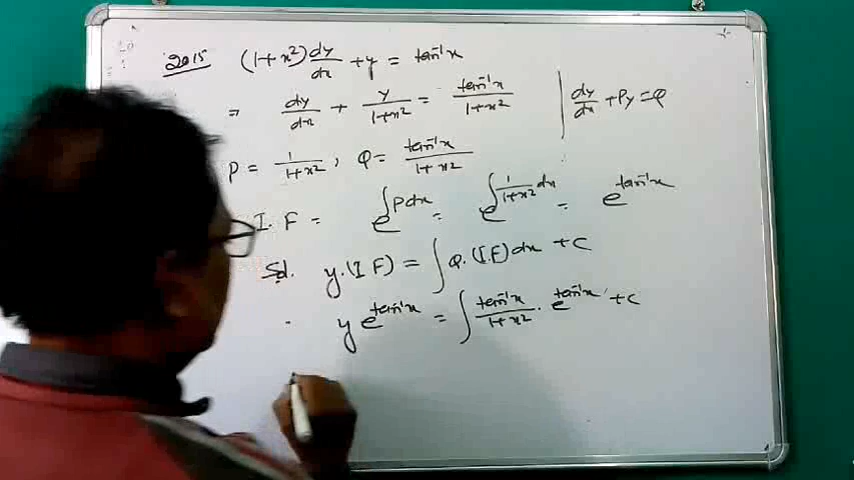 2015 (1+x²) dy/dx + y = tan⁻¹x
= dy/dx + y/(1+x²) = tan⁻¹x/(1+x²) | dy/dx + Py = Q
P = 1/(1+x²), Q = tan⁻¹x/(1+x²)
I.F = e^∫Pdx = e^∫1/(1+x²) dx = e^tan⁻¹x
Sol. y.(I F) = ∫Q.(I.F) dx + C
y e^tan⁻¹x = ∫ tan⁻¹x/(1+x²) . e^tan⁻¹x + C